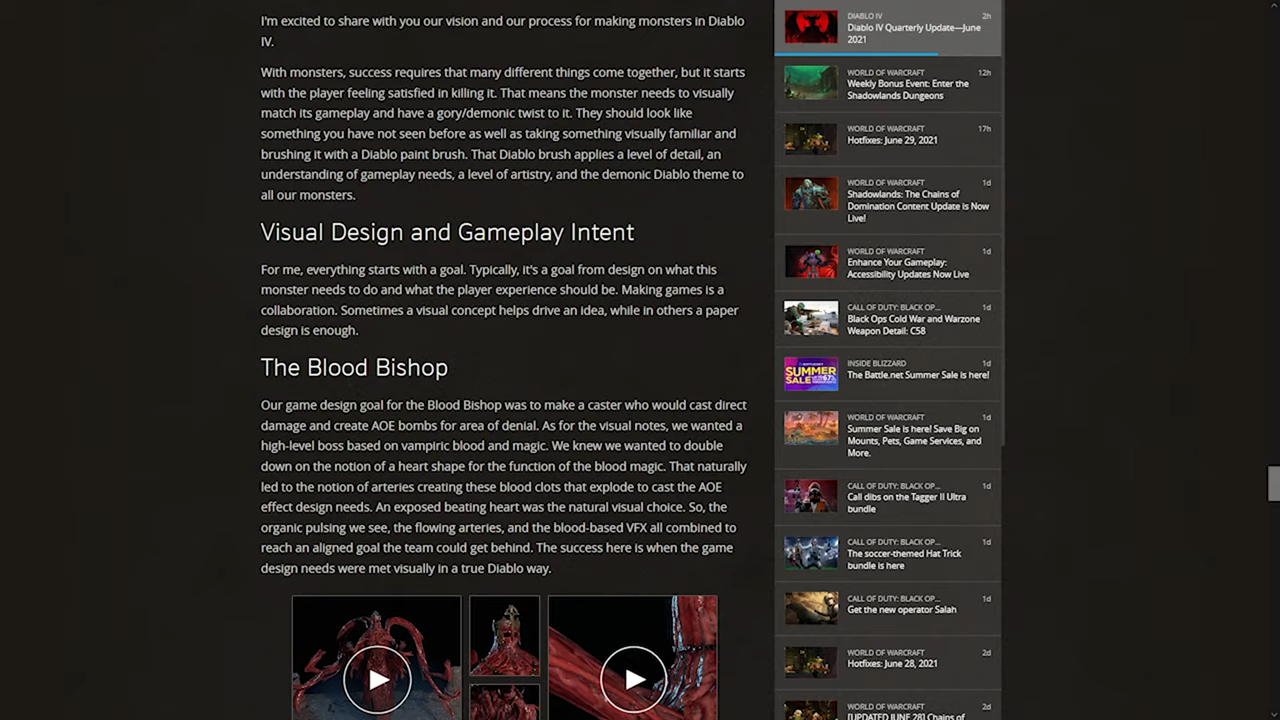 I'm excited to share with you our vision and our process for making monsters in Diablo
IV.
With monsters, success requires that many different things come together, but it starts
with the player feeling satisfied in killing it. That means the monster needs to visually
match its gameplay and have a gory/demonic twist to it. They should look like
something you have not seen before as well as taking something visually familiar and
brushing it with a Diablo paint brush. That Diablo brush applies a level of detail, an
understanding of gameplay needs, a level of artistry, and the demonic Diablo theme to
all our monsters.
Visual Design and Gameplay Intent
For me, everything starts with a goal. Typically, it's a goal from design on what this
monster needs to do and what the player experience should be. Making games is a
collaboration. Sometimes a visual concept helps drive an idea, while in others a paper
design is enough.
The Blood Bishop
Our game design goal for the Blood Bishop was to make a caster who would cast direct
damage and create AOE bombs for area of denial. As for the visual notes, we wanted a
high-level boss based on vampiric blood and magic. We knew we wanted to double
down on the notion of a heart shape for the function of the blood magic. That naturally
led to the notion of arteries creating these blood clots that explode to cast the AOE
effect design needs. An exposed beating heart was the natural visual choice. So, the
organic pulsing we see, the flowing arteries, and the blood-based VFX all combined to
reach an aligned goal the team could get behind. The success here is when the game
design needs were met visually in a true Diablo way.
DIABLO IV 2h
Diablo IV Quarterly Update—June
2021
WORLD OF WARCRAFT 12h
Weekly Bonus Event: Enter the
Shadowlands Dungeons
WORLD OF WARCRAFT 17h
Hotfixes: June 29, 2021
WORLD OF WARCRAFT 1d
Shadowlands: The Chains of
Domination Content Update is Now
Live!
WORLD OF WARCRAFT 1d
Enhance Your Gameplay:
Accessibility Updates Now Live
CALL OF DUTY: BLACK OP... 1d
Black Ops Cold War and Warzone
Weapon Detail: C58
INSIDE BLIZZARD 1d
The Battle.net Summer Sale is here!
SUMMER
SALE
WORLD OF WARCRAFT 1d
Summer Sale is here! Save Big on
Mounts, Pets, Game Services, and
More.
CALL OF DUTY: BLACK OP... 1d
Call dibs on the Tagger II Ultra
bundle
CALL OF DUTY: BLACK OP... 1d
The soccer-themed Hat Trick
bundle is here
CALL OF DUTY: BLACK OP... 1d
Get the new operator Salah
WORLD OF WARCRAFT 2d
Hotfixes: June 28, 2021
WORLD OF WARCRAFT 2d
[UPDATED JUNE 28] Chains of